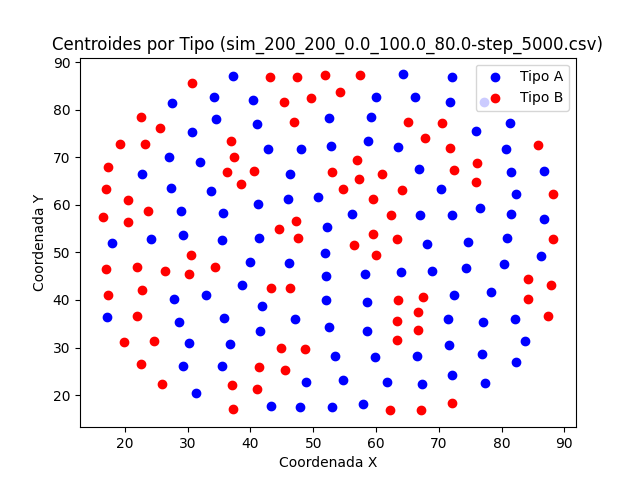 Centroides por Tipo (sim_200_200_0.0_100.0_80.0-step_5000.csv)
Tipo A
Tipo B
90
80
70
60
50
40
30
20
Coordenada Y
20 30 40 50 60 70 80 90
Coordenada X